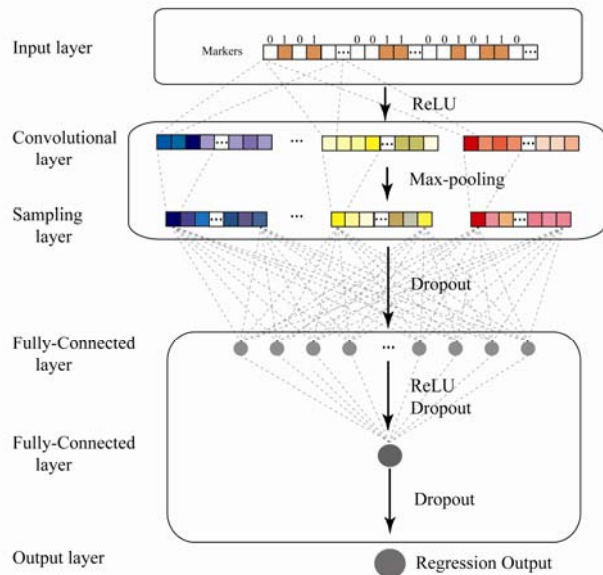 0 1 0 1 0 0 1 1 0 0 1 0 1 1 0
Input layer
Markers
...
...
...
ReLU
Convolutional
layer
...
...
...
...
Max-pooling
Sampling
layer
...
...
...
...
Dropout
Fully-Connected
layer
...
ReLU
Dropout
Fully-Connected
layer
Dropout
Output layer
Regression Output